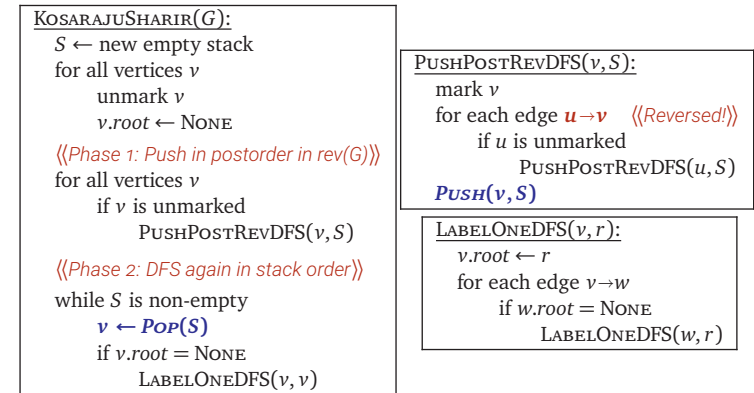 KOSARAJUSHARIR(G):
S ← new empty stack
for all vertices v
unmark v
v.root ← NONE
⟪Phase 1: Push in postorder in rev(G)⟫
for all vertices v
if v is unmarked
PUSHPOSTREVDFS(v, S)
⟪Phase 2: DFS again in stack order⟫
while S is non-empty
v ← POP(S)
if v.root = NONE
LABELONEDFS(v, v)
PUSHPOSTREVDFS(v, S):
mark v
for each edge u→v ⟪Reversed!⟫
if u is unmarked
PUSHPOSTREVDFS(u, S)
PUSH(v, S)
LABELONEDFS(v, r):
v.root ← r
for each edge v→w
if w.root = NONE
LABELONEDFS(w, r)